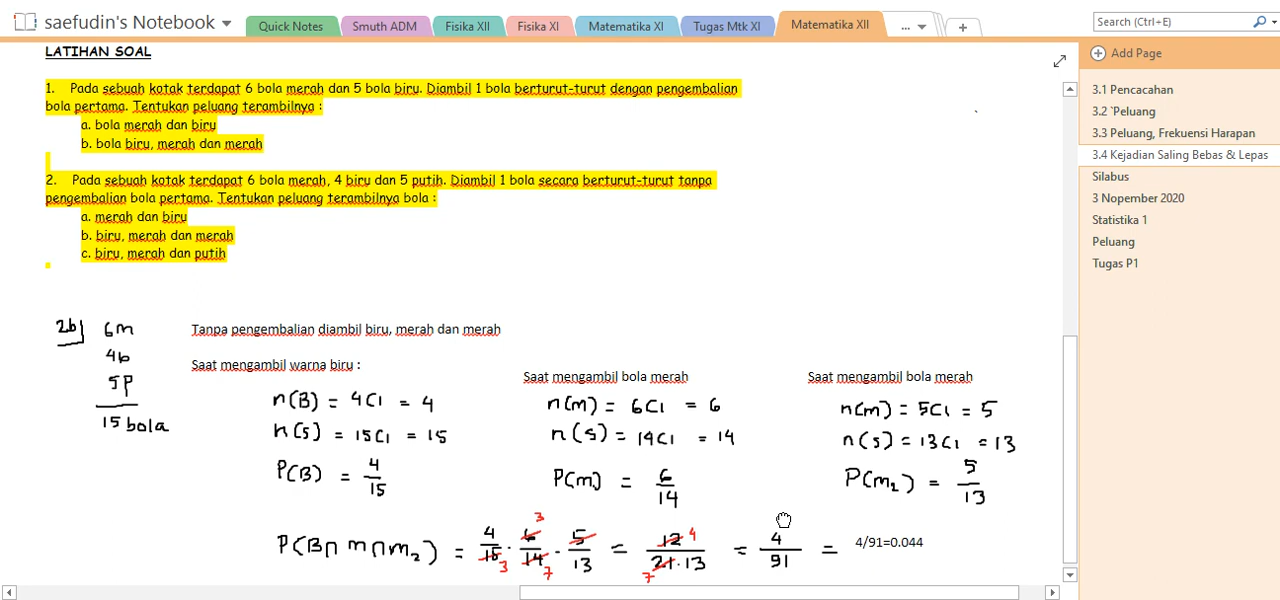 saefudin's Notebook
Quick Notes
Smuth ADM
Fisika XII
Fisika XI
Matematika XI
Tugas Mtk XI
Matematika XII
...
Search (Ctrl+E)
LATIHAN SOAL
1. Pada sebuah kotak terdapat 6 bola merah dan 5 bola biru. Diambil 1 bola berturut-turut dengan pengembalian
bola pertama. Tentukan peluang terambilnya :
a. bola merah dan biru
b. bola biru, merah dan merah
2. Pada sebuah kotak terdapat 6 bola merah, 4 biru dan 5 putih. Diambil 1 bola secara berturut-turut tanpa
pengembalian bola pertama. Tentukan peluang terambilnya bola :
a. merah dan biru
b. biru, merah dan merah
c. biru, merah dan putih
2b)
6m
4b
5P
15 bola
Tanpa pengembalian diambil biru, merah dan merah
Saat mengambil warna biru :
n(B) = 4C1 = 4
n(S) = 15C1 = 15
P(B) = 4/15
Saat mengambil bola merah
n(m) = 6C1 = 6
n(S) = 14C1 = 14
P(m) = 6/14
Saat mengambil bola merah
n(m) = 5C1 = 5
n(S) = 13C1 = 13
P(m₂) = 5/13
3 4
P(B∩m∩m₂) = 4/15 · 6/14 · 5/13 = 12/21·13 = 4/91 = 4/91=0.044
3 7 7
Add Page
3.1 Pencacahan
3.2 `Peluang
3.3 Peluang, Frekuensi Harapan
3.4 Kejadian Saling Bebas & Lepas
Silabus
3 Nopember 2020
Statistika 1
Peluang
Tugas P1